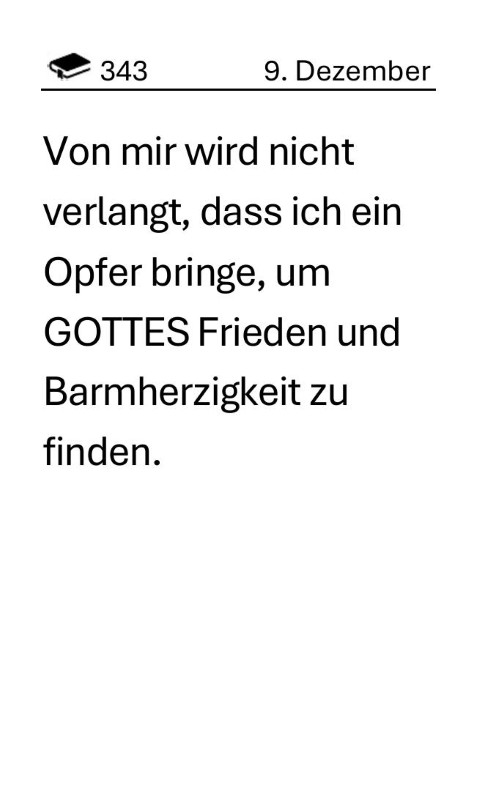 343 9. Dezember
Von mir wird nicht
verlangt, dass ich ein
Opfer bringe, um
GOTTES Frieden und
Barmherzigkeit zu
finden.